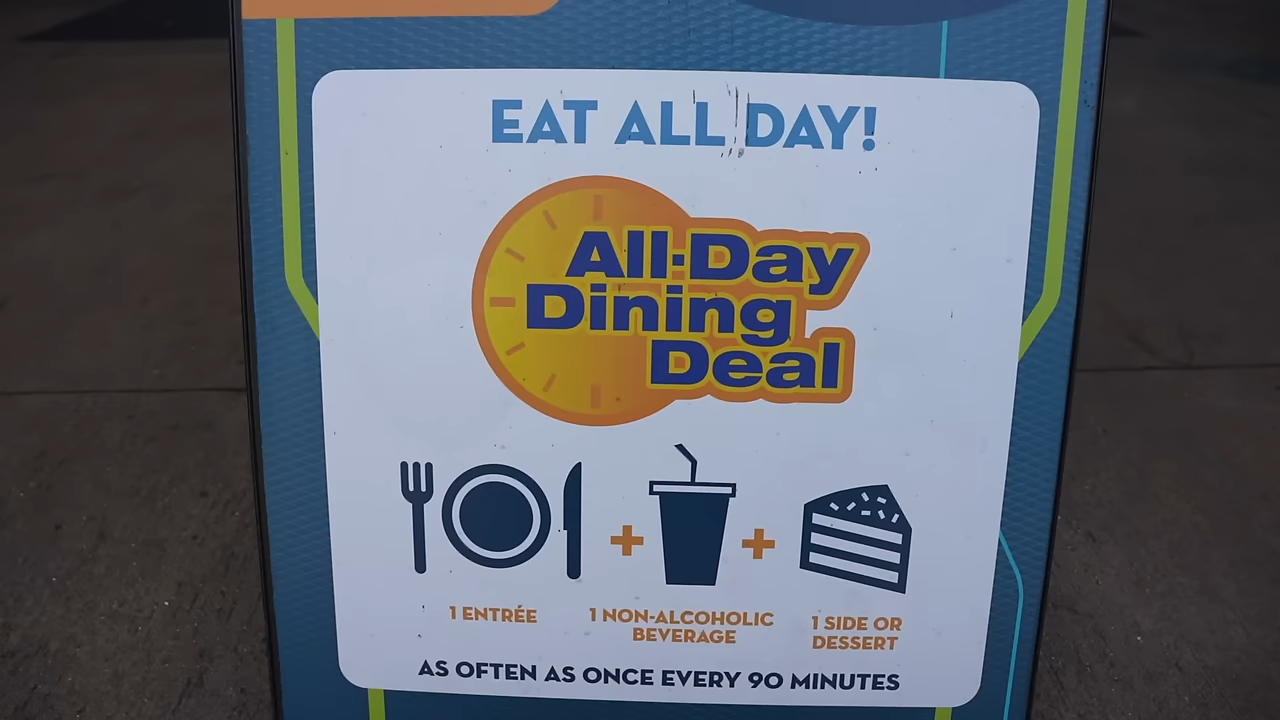 EAT ALL DAY!
All-Day
Dining
Deal
1 ENTRÉE
1 NON-ALCOHOLIC
BEVERAGE
1 SIDE OR
DESSERT
AS OFTEN AS ONCE EVERY 90 MINUTES